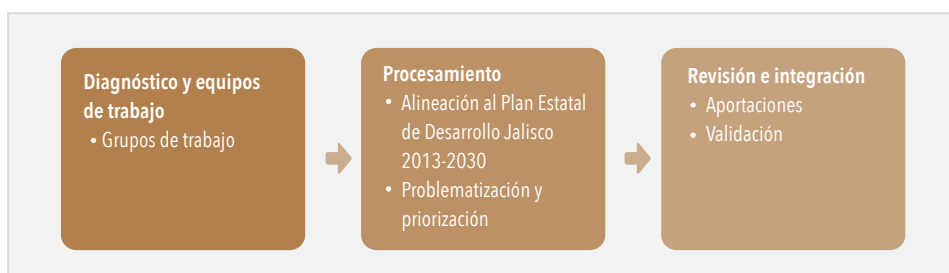 Diagnóstico y equipos
de trabajo
• Grupos de trabajo
Procesamiento
• Alineación al Plan Estatal
de Desarrollo Jalisco
2013-2030
• Problematización y
priorización
Revisión e integración
• Aportaciones
• Validación